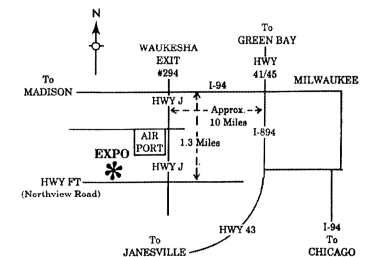 N
To
GREEN BAY
WAUKESHA
EXIT
#294
HWY
41/45
To
MADISON
I-94
MILWAUKEE
HWY J
Approx.
10 Miles
AIR
PORT
1.3 Miles
I-894
EXPO
*
HWY J
HWY FT
(Northview Road)
HWY 43
I-94
To
JANESVILLE
To
CHICAGO